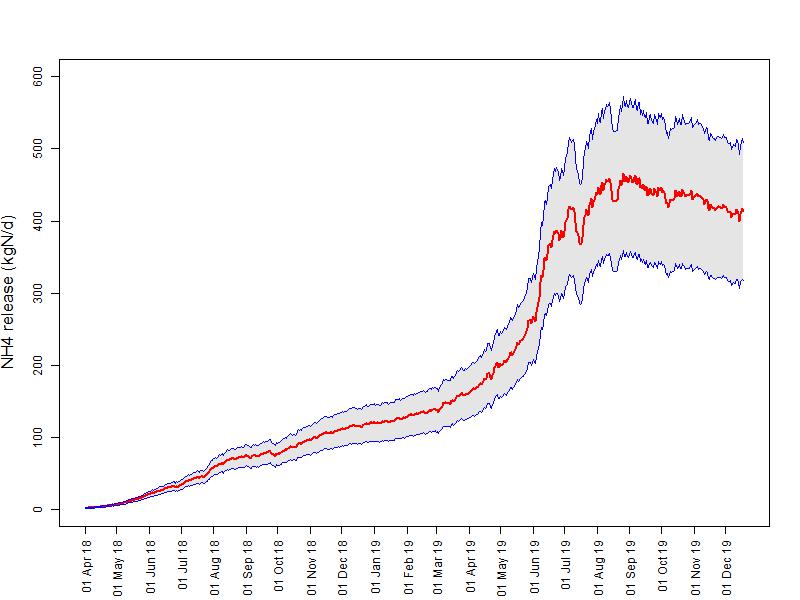 NH4 release (kgN/d)
600
500
400
300
200
100
0
01 Apr 18
01 May 18
01 Jun 18
01 Jul 18
01 Aug 18
01 Sep 18
01 Oct 18
01 Nov 18
01 Dec 18
01 Jan 19
01 Feb 19
01 Mar 19
01 Apr 19
01 May 19
01 Jun 19
01 Jul 19
01 Aug 19
01 Sep 19
01 Oct 19
01 Nov 19
01 Dec 19